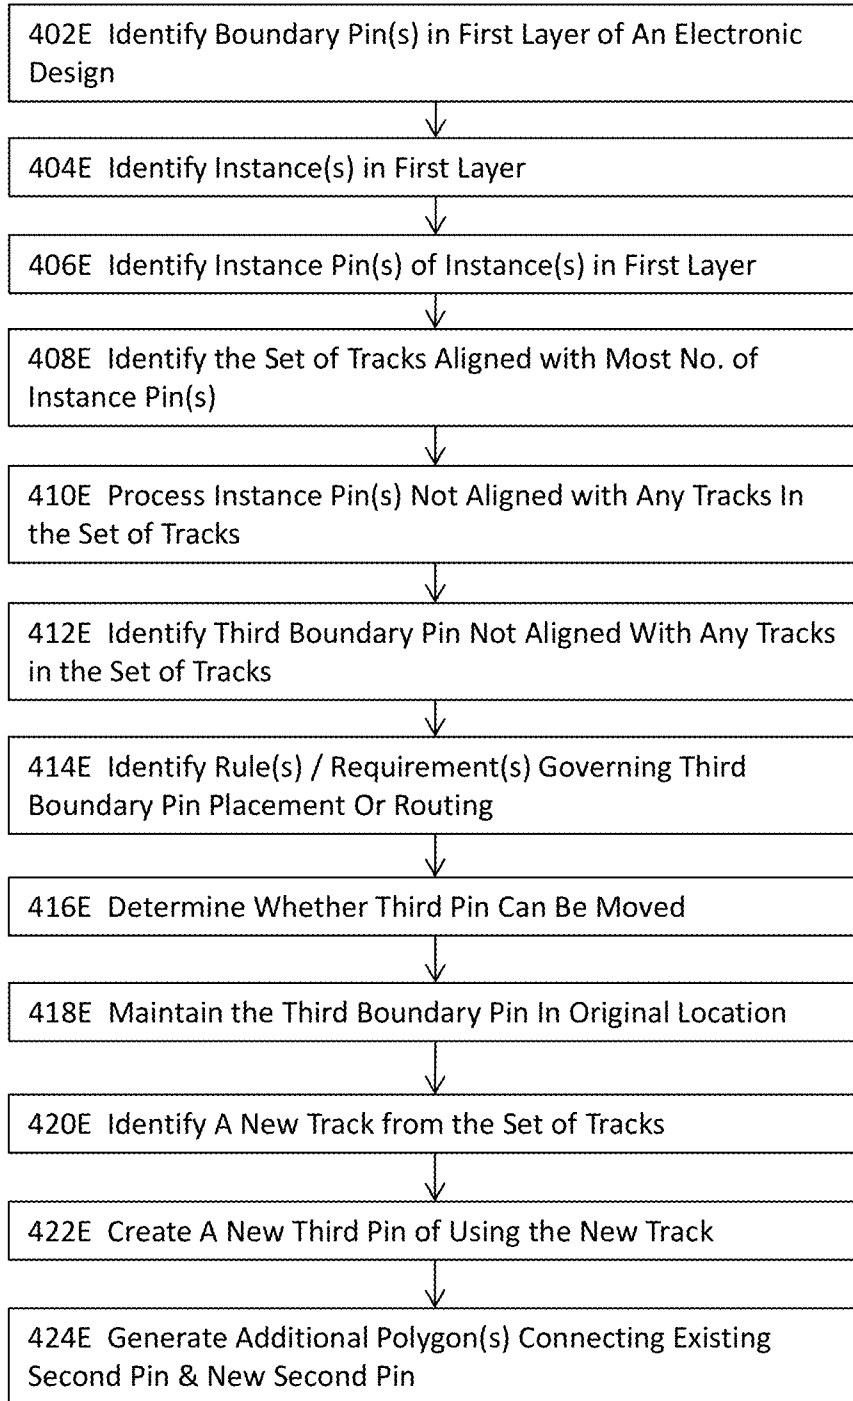 402E Identify Boundary Pin(s) in First Layer of An Electronic
Design
404E Identify Instance(s) in First Layer
406E Identify Instance Pin(s) of Instance(s) in First Layer
408E Identify the Set of Tracks Aligned with Most No. of
Instance Pin(s)
410E Process Instance Pin(s) Not Aligned with Any Tracks In
the Set of Tracks
412E Identify Third Boundary Pin Not Aligned With Any Tracks
in the Set of Tracks
414E Identify Rule(s) / Requirement(s) Governing Third
Boundary Pin Placement Or Routing
416E Determine Whether Third Pin Can Be Moved
418E Maintain the Third Boundary Pin In Original Location
420E Identify A New Track from the Set of Tracks
422E Create A New Third Pin of Using the New Track
424E Generate Additional Polygon(s) Connecting Existing
Second Pin & New Second Pin